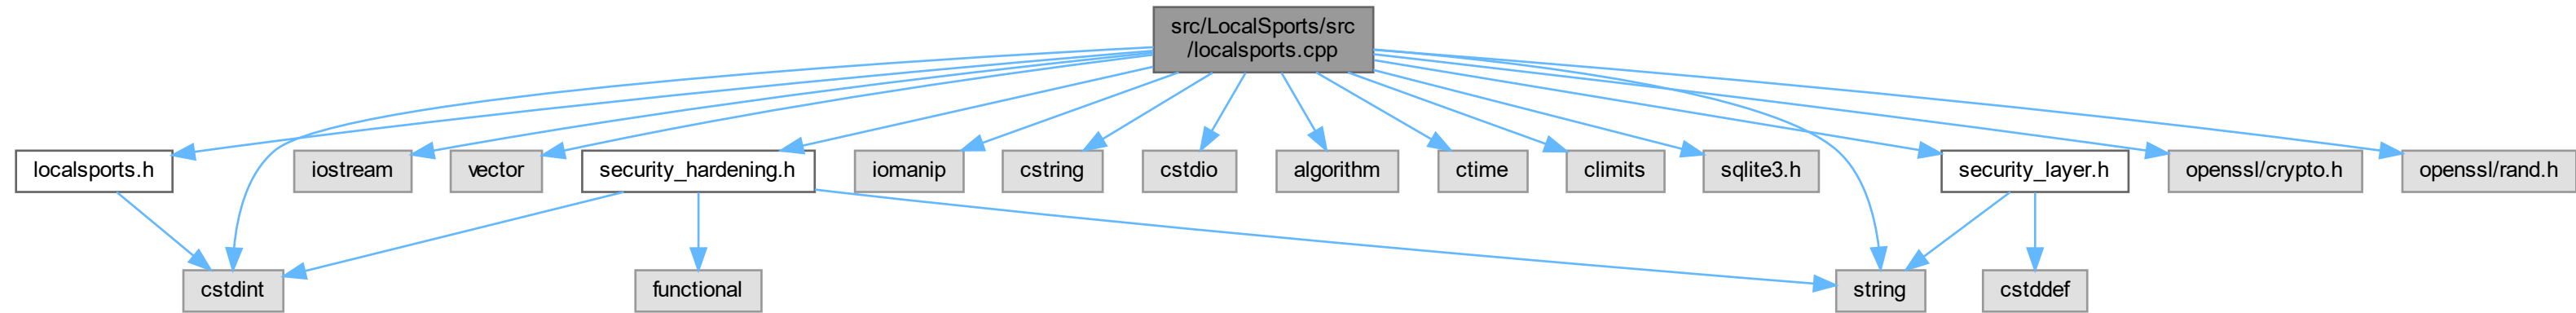 src/LocalSports/src
/localsports.cpp
localsports.h
iostream
vector
security_hardening.h
iomanip
cstring
cstdio
algorithm
ctime
climits
sqlite3.h
security_layer.h
openssl/crypto.h
openssl/rand.h
cstdint
functional
string
cstddef